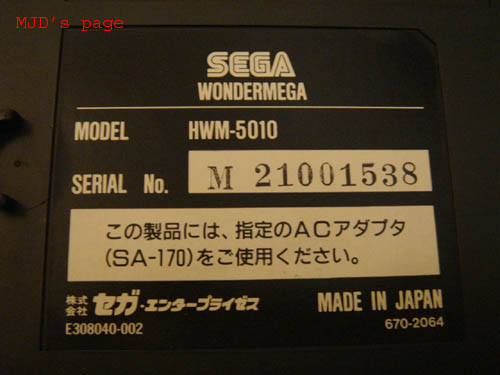 MJD's page
SEGA
WONDERMEGA
MODEL HWM-5010
SERIAL No. M 21001538
この製品には、指定のACアダプタ
(SA-170)をご使用ください。
株式会社 セガ・エンタープライゼス MADE IN JAPAN
E308040-002 670-2064